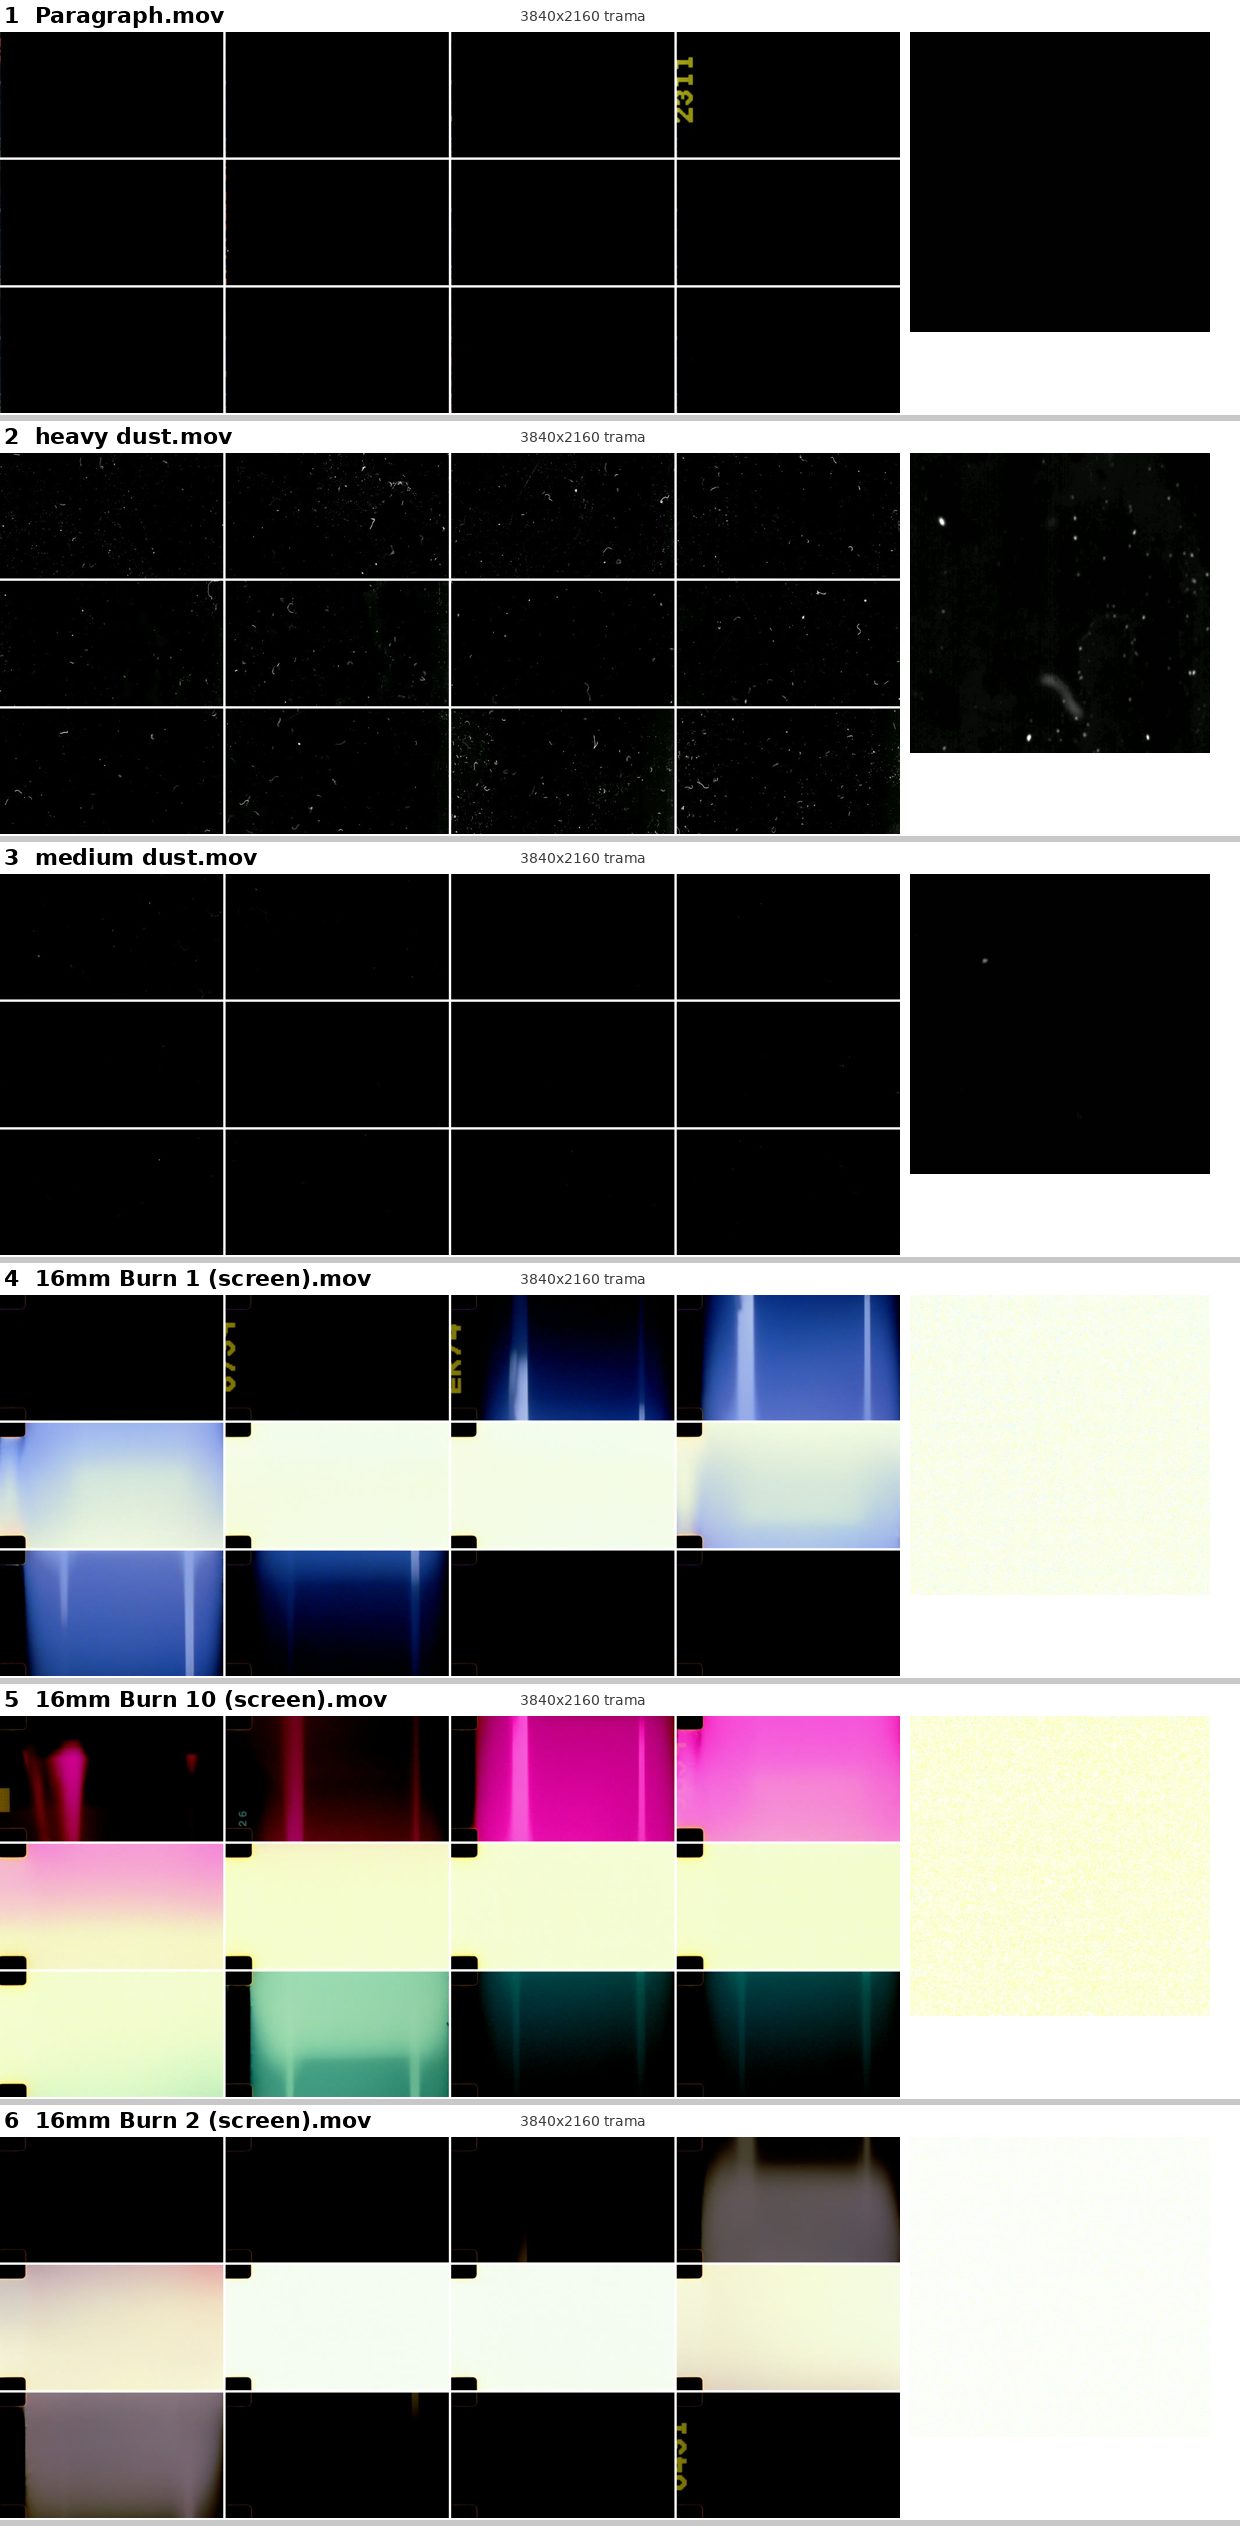 1 Paragraph.mov 3840x2160 trama
2311
2 heavy dust.mov 3840x2160 trama
3 medium dust.mov 3840x2160 trama
4 16mm Burn 1 (screen).mov 3840x2160 trama
EK74
5 16mm Burn 10 (screen).mov 3840x2160 trama
26
6 16mm Burn 2 (screen).mov 3840x2160 trama